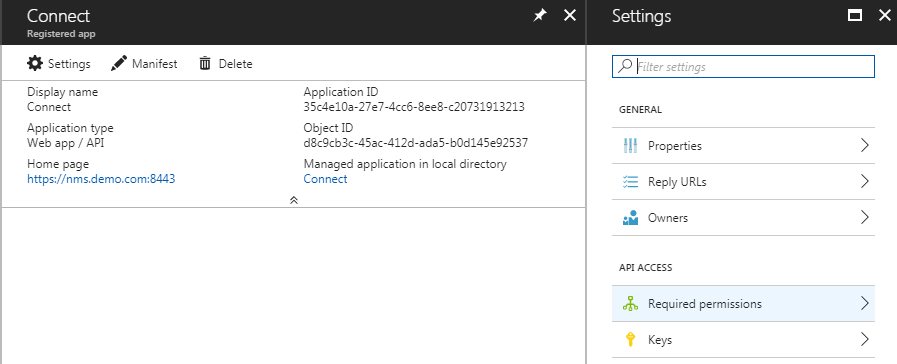 Connect
Registered app
Settings Manifest Delete
Display name
Connect
Application ID
35c4e10a-27e7-4cc6-8ee8-c20731913213
Application type
Web app / API
Object ID
d8c9cb3c-45ac-412d-ada5-b0d145e92537
Home page
https://nms.demo.com:8443
Managed application in local directory
Connect
Settings
Filter settings
GENERAL
Properties
Reply URLs
Owners
API ACCESS
Required permissions
Keys